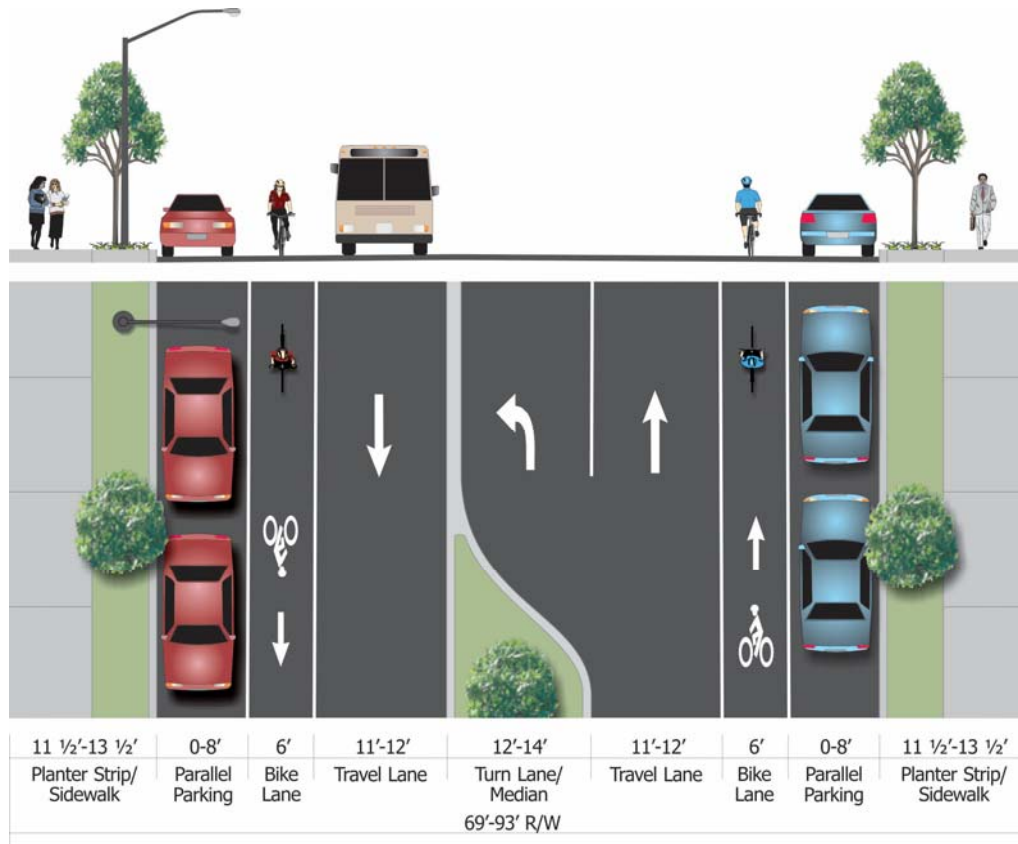 11 ½’-13 ½’ 0-8’ 6’ 11’-12’ 12’-14’ 11’-12’ 6’ 0-8’ 11 ½’-13 ½’
Planter Strip/ Parallel Bike Travel Lane Turn Lane/ Travel Lane Bike Parallel Planter Strip/
Sidewalk Parking Lane Median Lane Parking Sidewalk
69’-93’ R/W